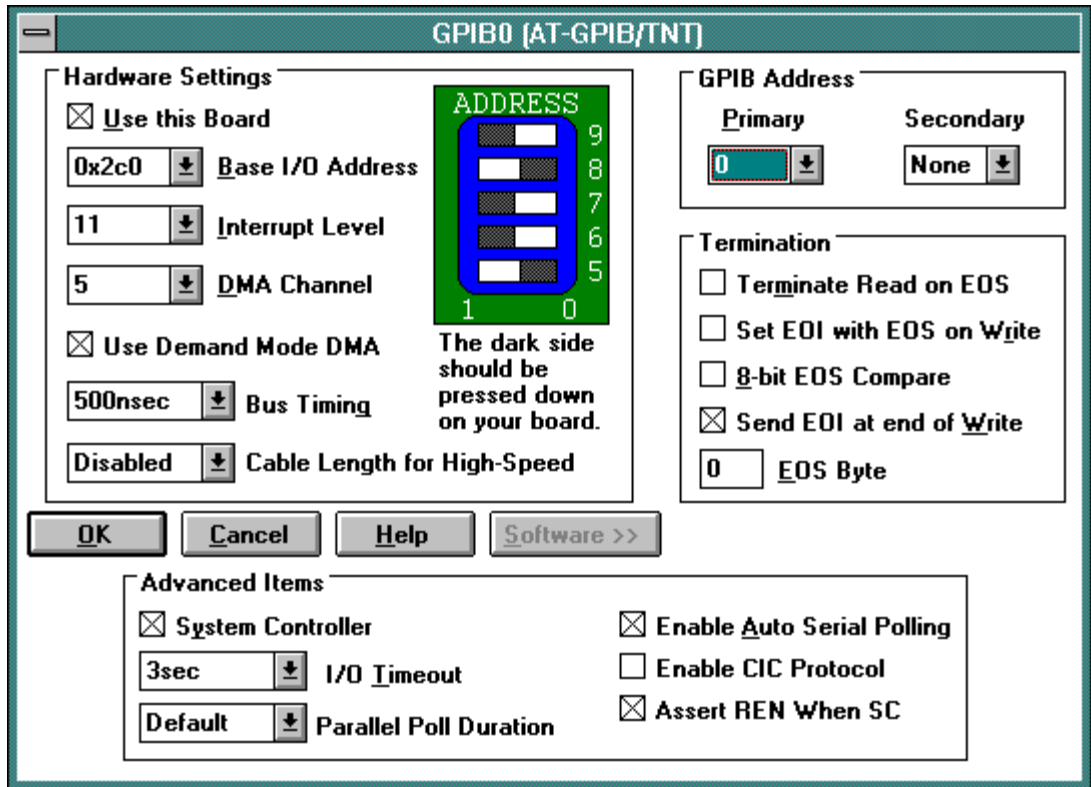 GPIB0 (AT-GPIB/TNT)
Hardware Settings
Use this Board
0x2c0 Base I/O Address
11 Interrupt Level
5 DMA Channel
Use Demand Mode DMA
500nsec Bus Timing
Disabled Cable Length for High-Speed
ADDRESS
9
8
7
6
5
1 0
The dark side
should be
pressed down
on your board.
GPIB Address
Primary Secondary
0 None
Termination
Terminate Read on EOS
Set EOI with EOS on Write
8-bit EOS Compare
Send EOI at end of Write
0 EOS Byte
OK Cancel Help Software >>
Advanced Items
System Controller
3sec I/O Timeout
Default Parallel Poll Duration
Enable Auto Serial Polling
Enable CIC Protocol
Assert REN When SC